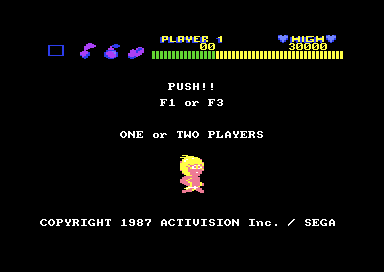 PLAYER 1 HIGH
00 30000
PUSH!!
F1 or F3
ONE or TWO PLAYERS
COPYRIGHT 1987 ACTIVISION Inc. / SEGA